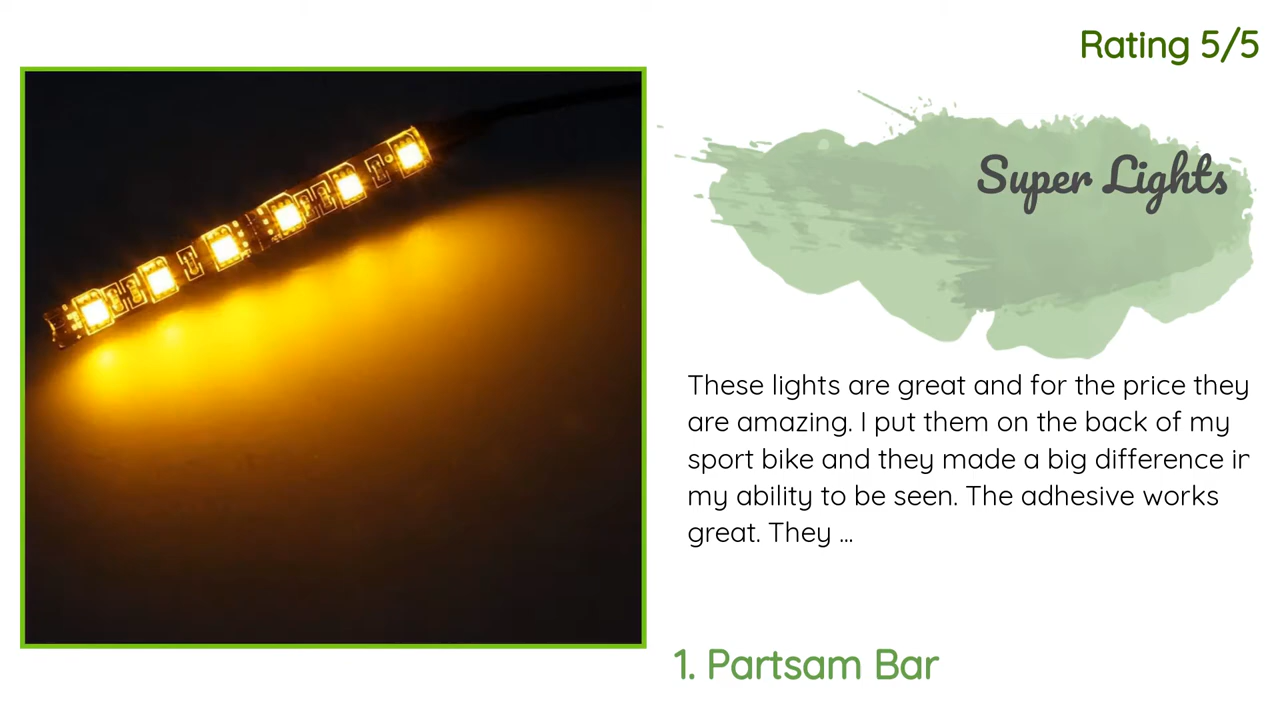 Rating 5/5
Super Lights
These lights are great and for the price they
are amazing. I put them on the back of my
sport bike and they made a big difference
my ability to be seen. The adhesive works
great. They ...
1. Partsam Bar